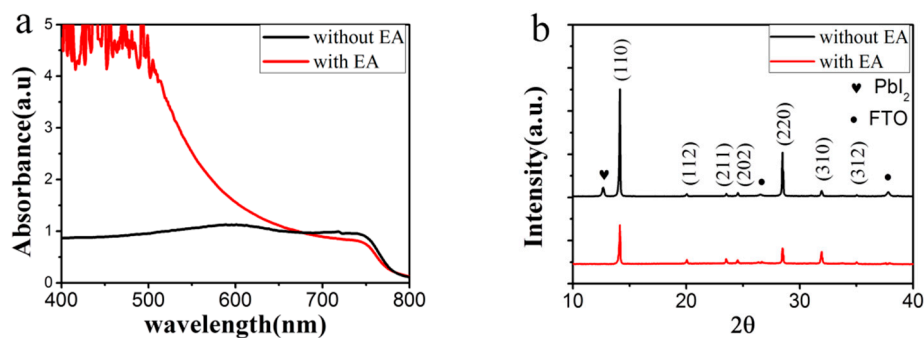 a
Absorbance(a.u)
5
4
3
2
1
0
400
500
600
700
800
wavelength(nm)
without EA
with EA
b
Intensity(a.u.)
without EA
with EA
♥ PbI₂
• FTO
(110)
(112)
(211)
(202)
(220)
(310)
(312)
10
20
30
40
2θ